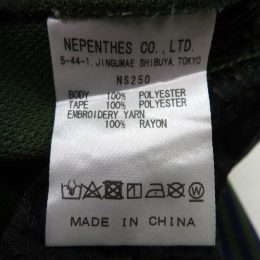 NEPENTHES CO., LTD.
5-44-1, JINGUMAE SHIBUYA, TOKYO
NS250
BODY 100% POLYESTER
TAPE 100% POLYESTER
EMBROIDERY YARN
100% RAYON
MADE IN CHINA